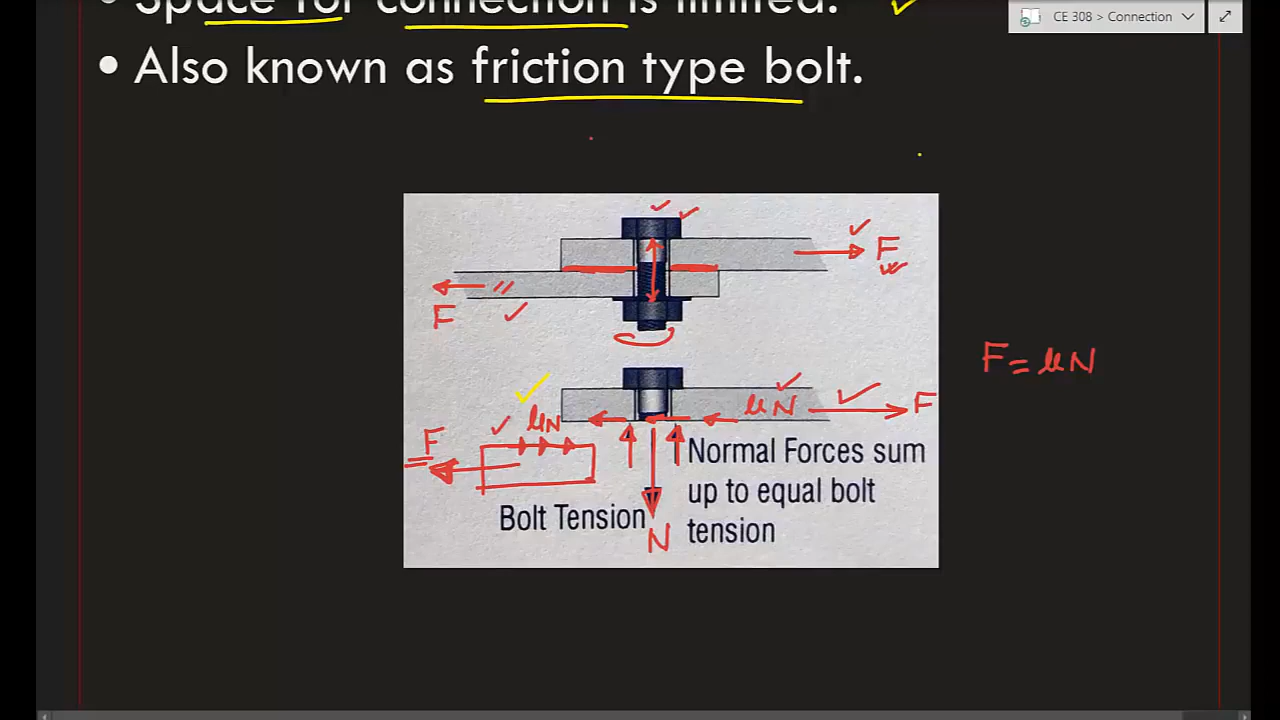 • Space for connection is limited.
CE 308 > Connection
• Also known as friction type bolt.
F
F
F = μN
μN
F
μN
F
Normal Forces sum
up to equal bolt
tension
Bolt Tension
N